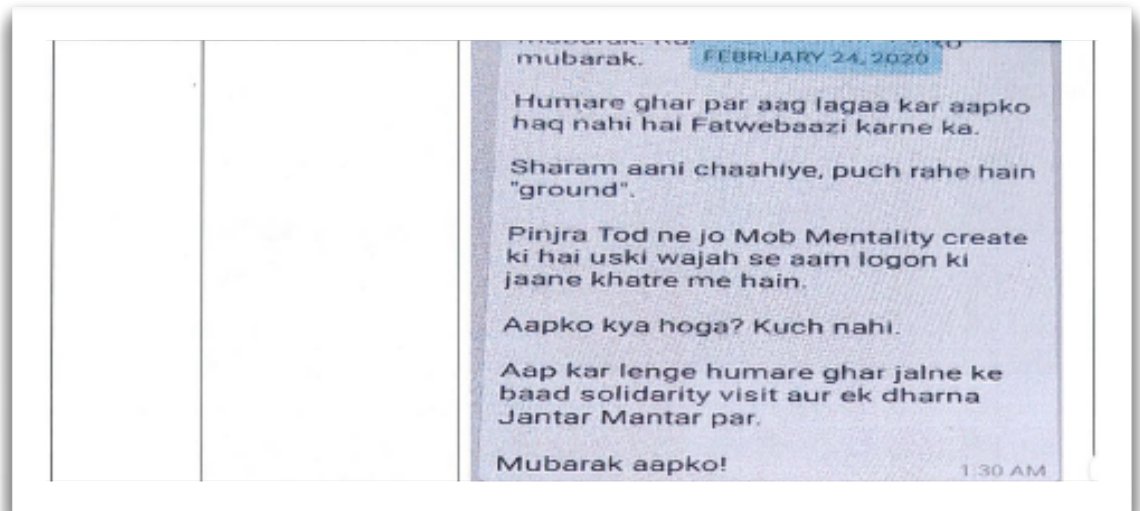 mubarak.
FEBRUARY 24, 2020
Humare ghar par aag lagaa kar aapko
haq nahi hai Fatwebaazi karne ka.
Sharam aani chaahiye, puch rahe hain
"ground".
Pinjra Tod ne jo Mob Mentality create
ki hai uski wajah se aam logon ki
jaane khatre me hain.
Aapko kya hoga? Kuch nahi.
Aap kar lenge humare ghar jalne ke
baad solidarity visit aur ek dharna
Jantar Mantar par.
Mubarak aapko!
1:30 AM